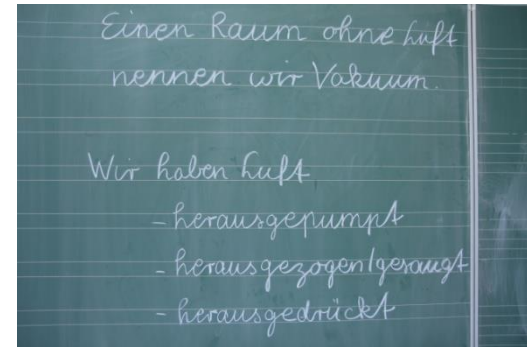 Einen Raum ohne Luft
nennen wir Vakuum.
Wir haben Luft
- herausgepumpt
- herausgezogen/gesaugt
- herausgedrückt